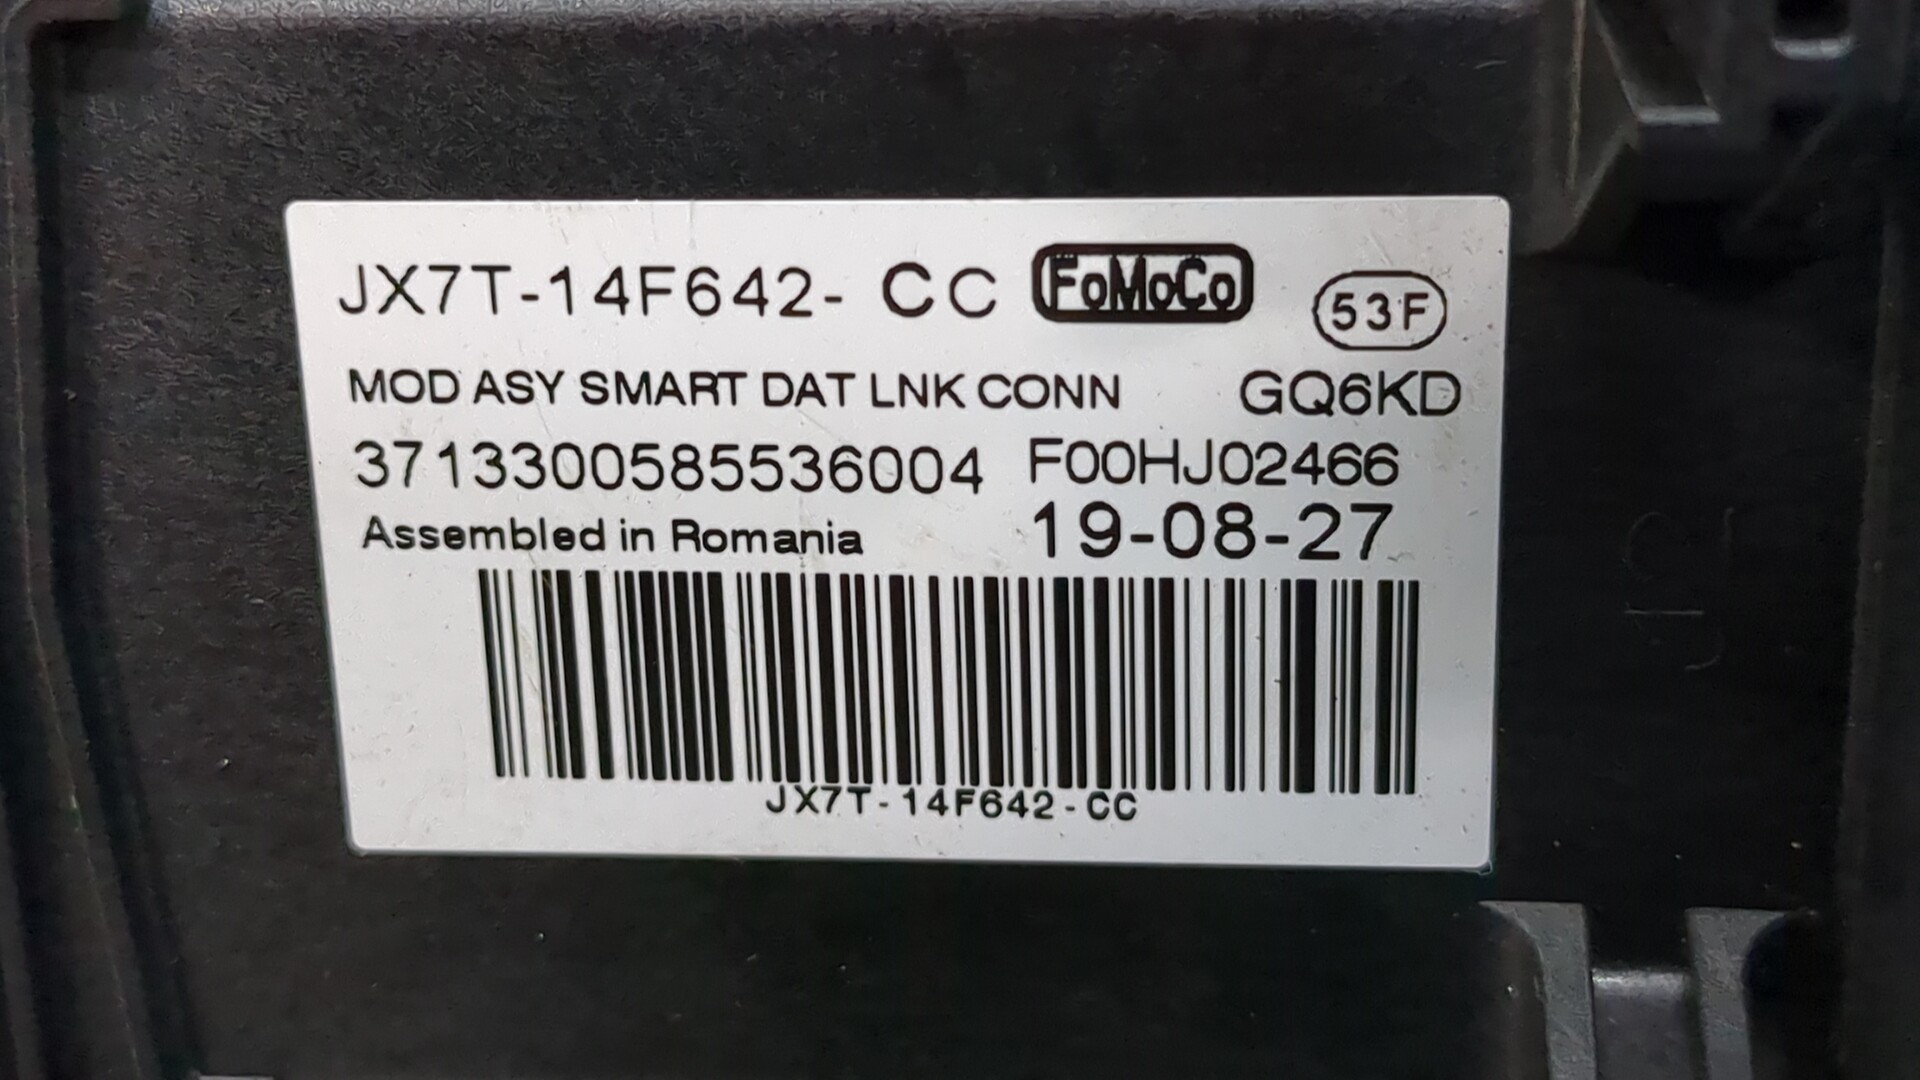 JX7T-14F642- CC FoMoCo 53F
MOD ASY SMART DAT LNK CONN GQ6KD
3713300585536004 F00HJ02466
Assembled in Romania 19-08-27
JX7T-14F642-CC